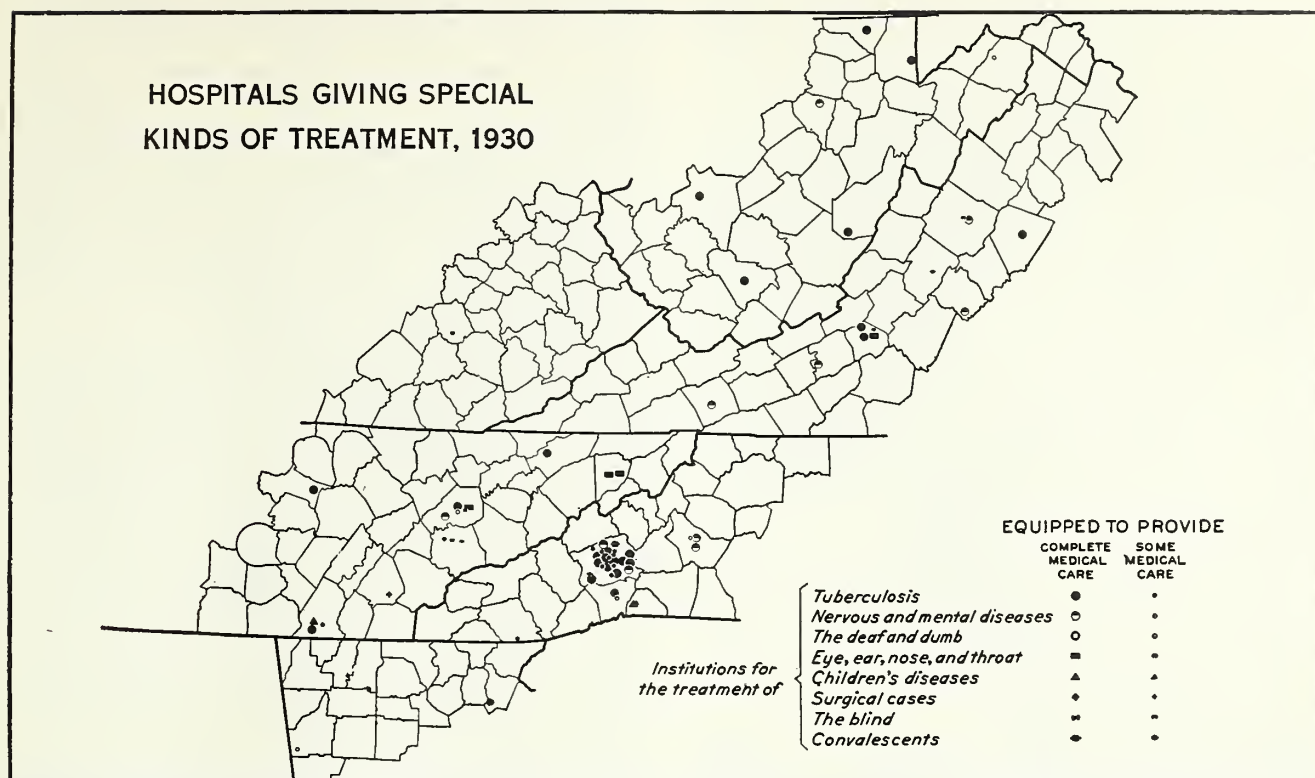 HOSPITALS GIVING SPECIAL
KINDS OF TREATMENT, 1930
EQUIPPED TO PROVIDE
COMPLETE MEDICAL CARE
SOME MEDICAL CARE
Institutions for
the treatment of
Tuberculosis
Nervous and mental diseases
The deaf and dumb
Eye, ear, nose, and throat
Children's diseases
Surgical cases
The blind
Convalescents